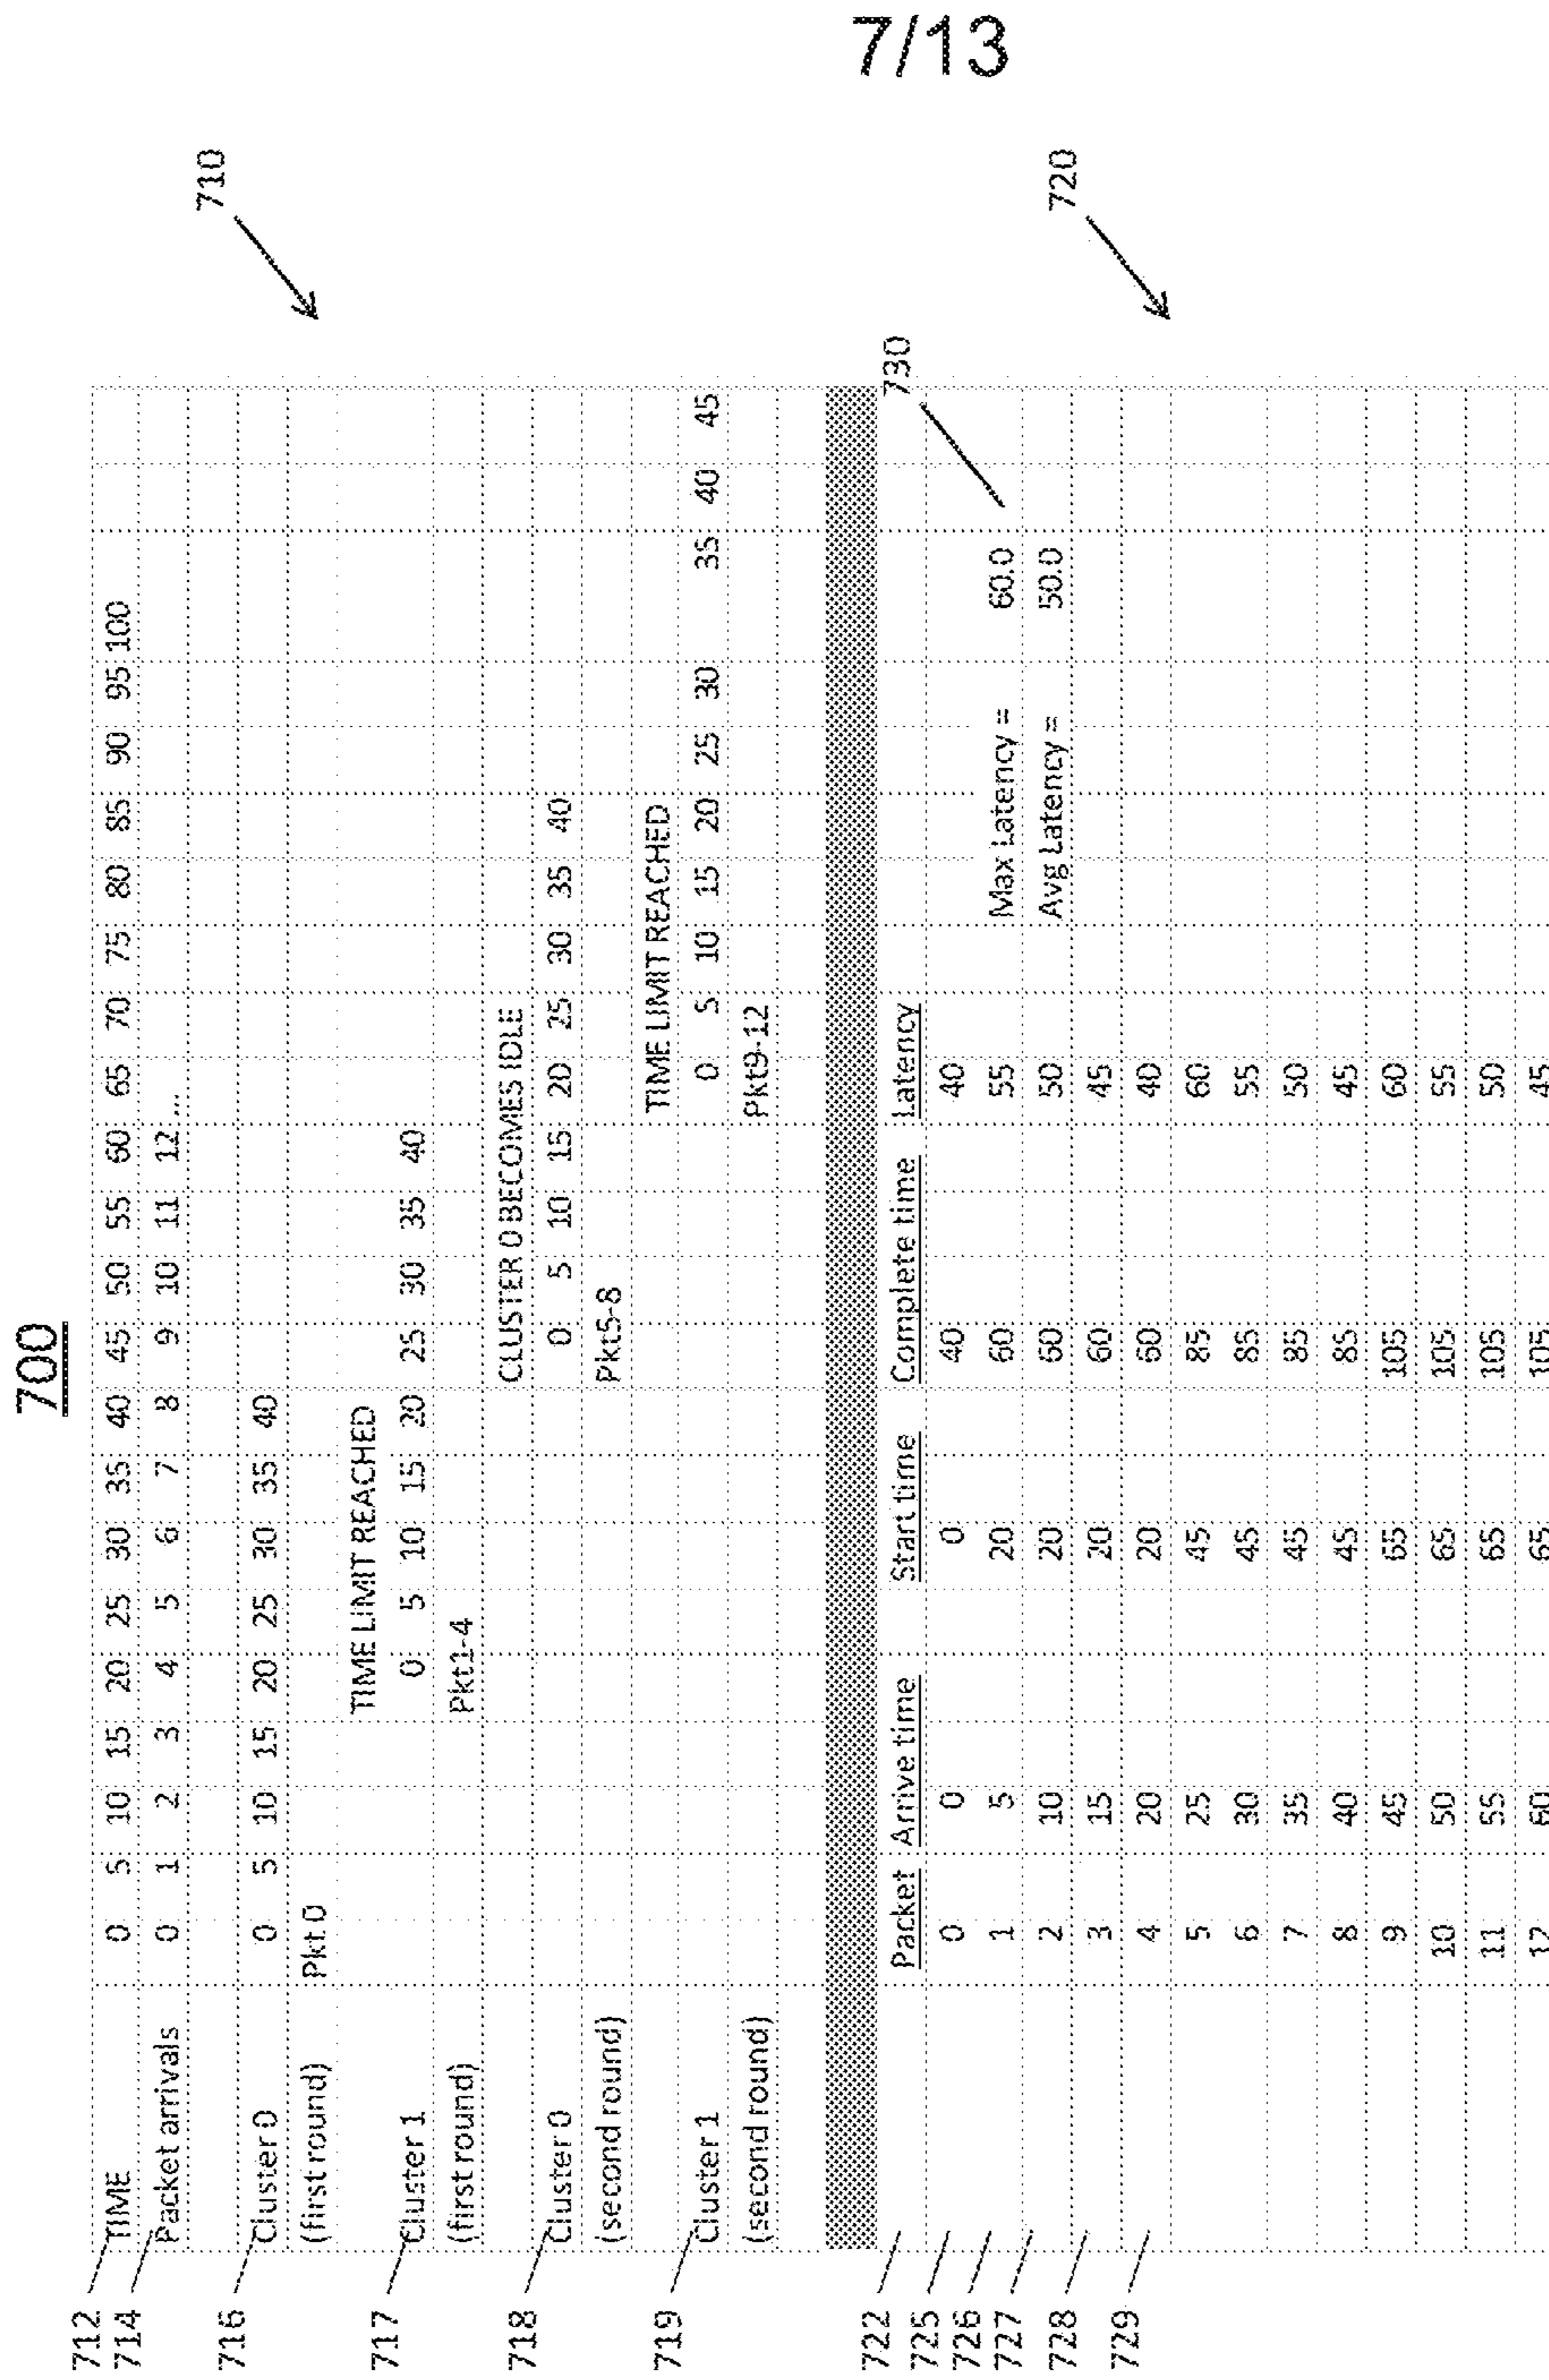 7/13
700
710
712 TIME 0 5 10 15 20 25 30 35 40 45 50 55 60 65 70 75 80 85 90 95 100
714 Packet arrivals 0 1 2 3 4 5 6 7 8 9 10 11 12...
716 Cluster 0 0 5 10 15 20 25 30 35 40
(first round) Pkt 0
TIME LIMIT REACHED
717 Cluster 1 0 5 10 15 20 25 30 35 40
(first round) Pkt1-4
CLUSTER 0 BECOMES IDLE
718 Cluster 0 0 5 10 15 20 25 30 35 40
(second round) Pkt5-8
TIME LIMIT REACHED
719 Cluster 1 0 5 10 15 20 25 30 35 40 45
(second round) Pkt9-12
730
720
722 Packet Arrive time Start time Complete time Latency
725 0 0 0 40 40
726 1 5 20 60 55 Max Latency = 60.0
727 2 10 20 60 50 Avg Latency = 50.0
728 3 15 20 60 45
729 4 20 20 60 40
5 25 45 85 60
6 30 45 85 55
7 35 45 85 50
8 40 45 85 45
9 45 65 105 60
10 50 65 105 55
11 55 65 105 50
12 60 65 105 45